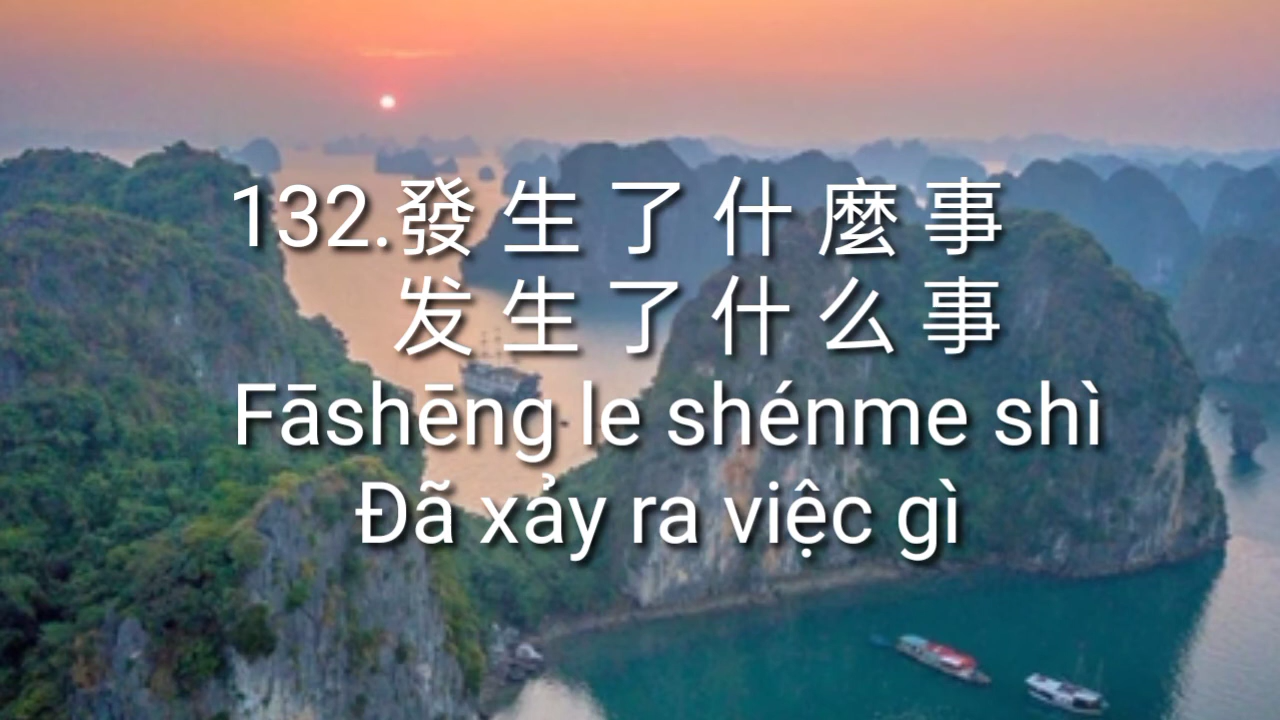 132.發 生 了 什 麼 事
发 生 了 什 么 事
Fāshēng le shénme shì
Đã xảy ra việc gì